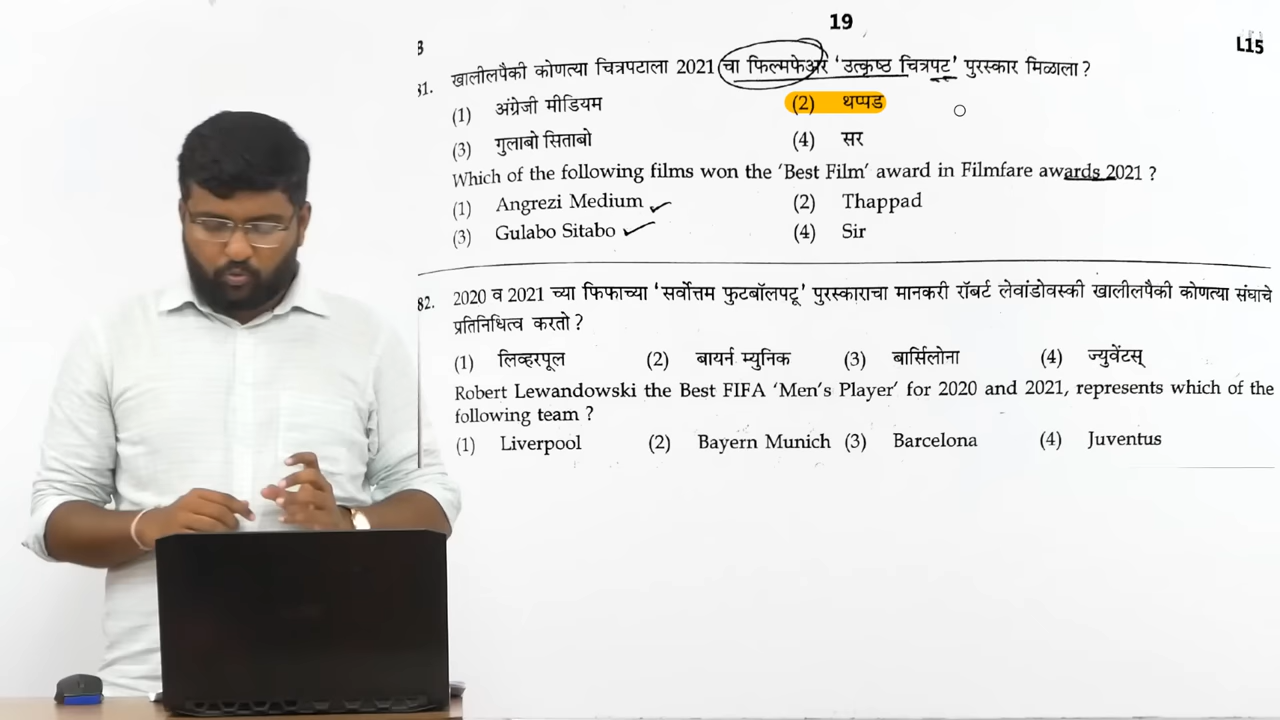 19
L15
B
81. खालीलपैकी कोणत्या चित्रपटाला 2021 चा फिल्मफेअर 'उत्कृष्ठ चित्रपट' पुरस्कार मिळाला ?
(1) अंग्रेजी मीडियम (2) थप्पड
(3) गुलाबो सिताबो (4) सर
Which of the following films won the 'Best Film' award in Filmfare awards 2021 ?
(1) Angrezi Medium (2) Thappad
(3) Gulabo Sitabo (4) Sir
82. 2020 व 2021 च्या फिफाच्या 'सर्वोत्तम फुटबॉलपटू' पुरस्काराचा मानकरी रॉबर्ट लेवांडोवस्की खालीलपैकी कोणत्या संघाचे
प्रतिनिधित्व करतो ?
(1) लिव्हरपूल (2) बायर्न म्युनिक (3) बार्सिलोना (4) ज्युवेंटस्
Robert Lewandowski the Best FIFA 'Men's Player' for 2020 and 2021, represents which of the
following team ?
(1) Liverpool (2) Bayern Munich (3) Barcelona (4) Juventus